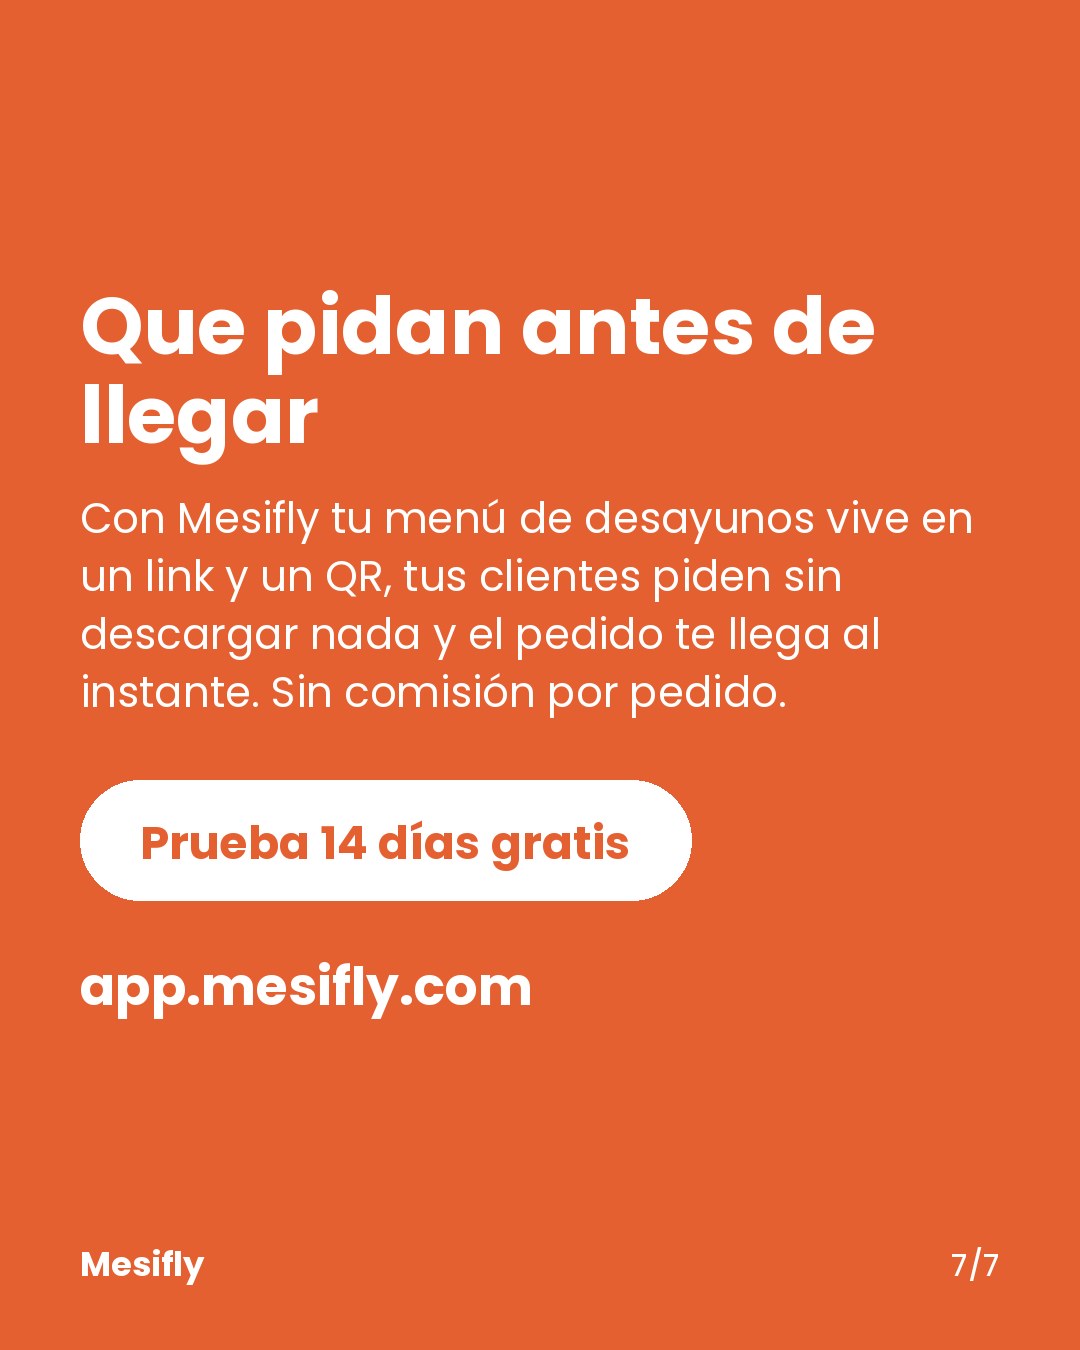 Que pidan antes de
llegar
Con Mesifly tu menú de desayunos vive en
un link y un QR, tus clientes piden sin
descargar nada y el pedido te llega al
instante. Sin comisión por pedido.
Prueba 14 días gratis
app.mesifly.com
Mesifly
7/7